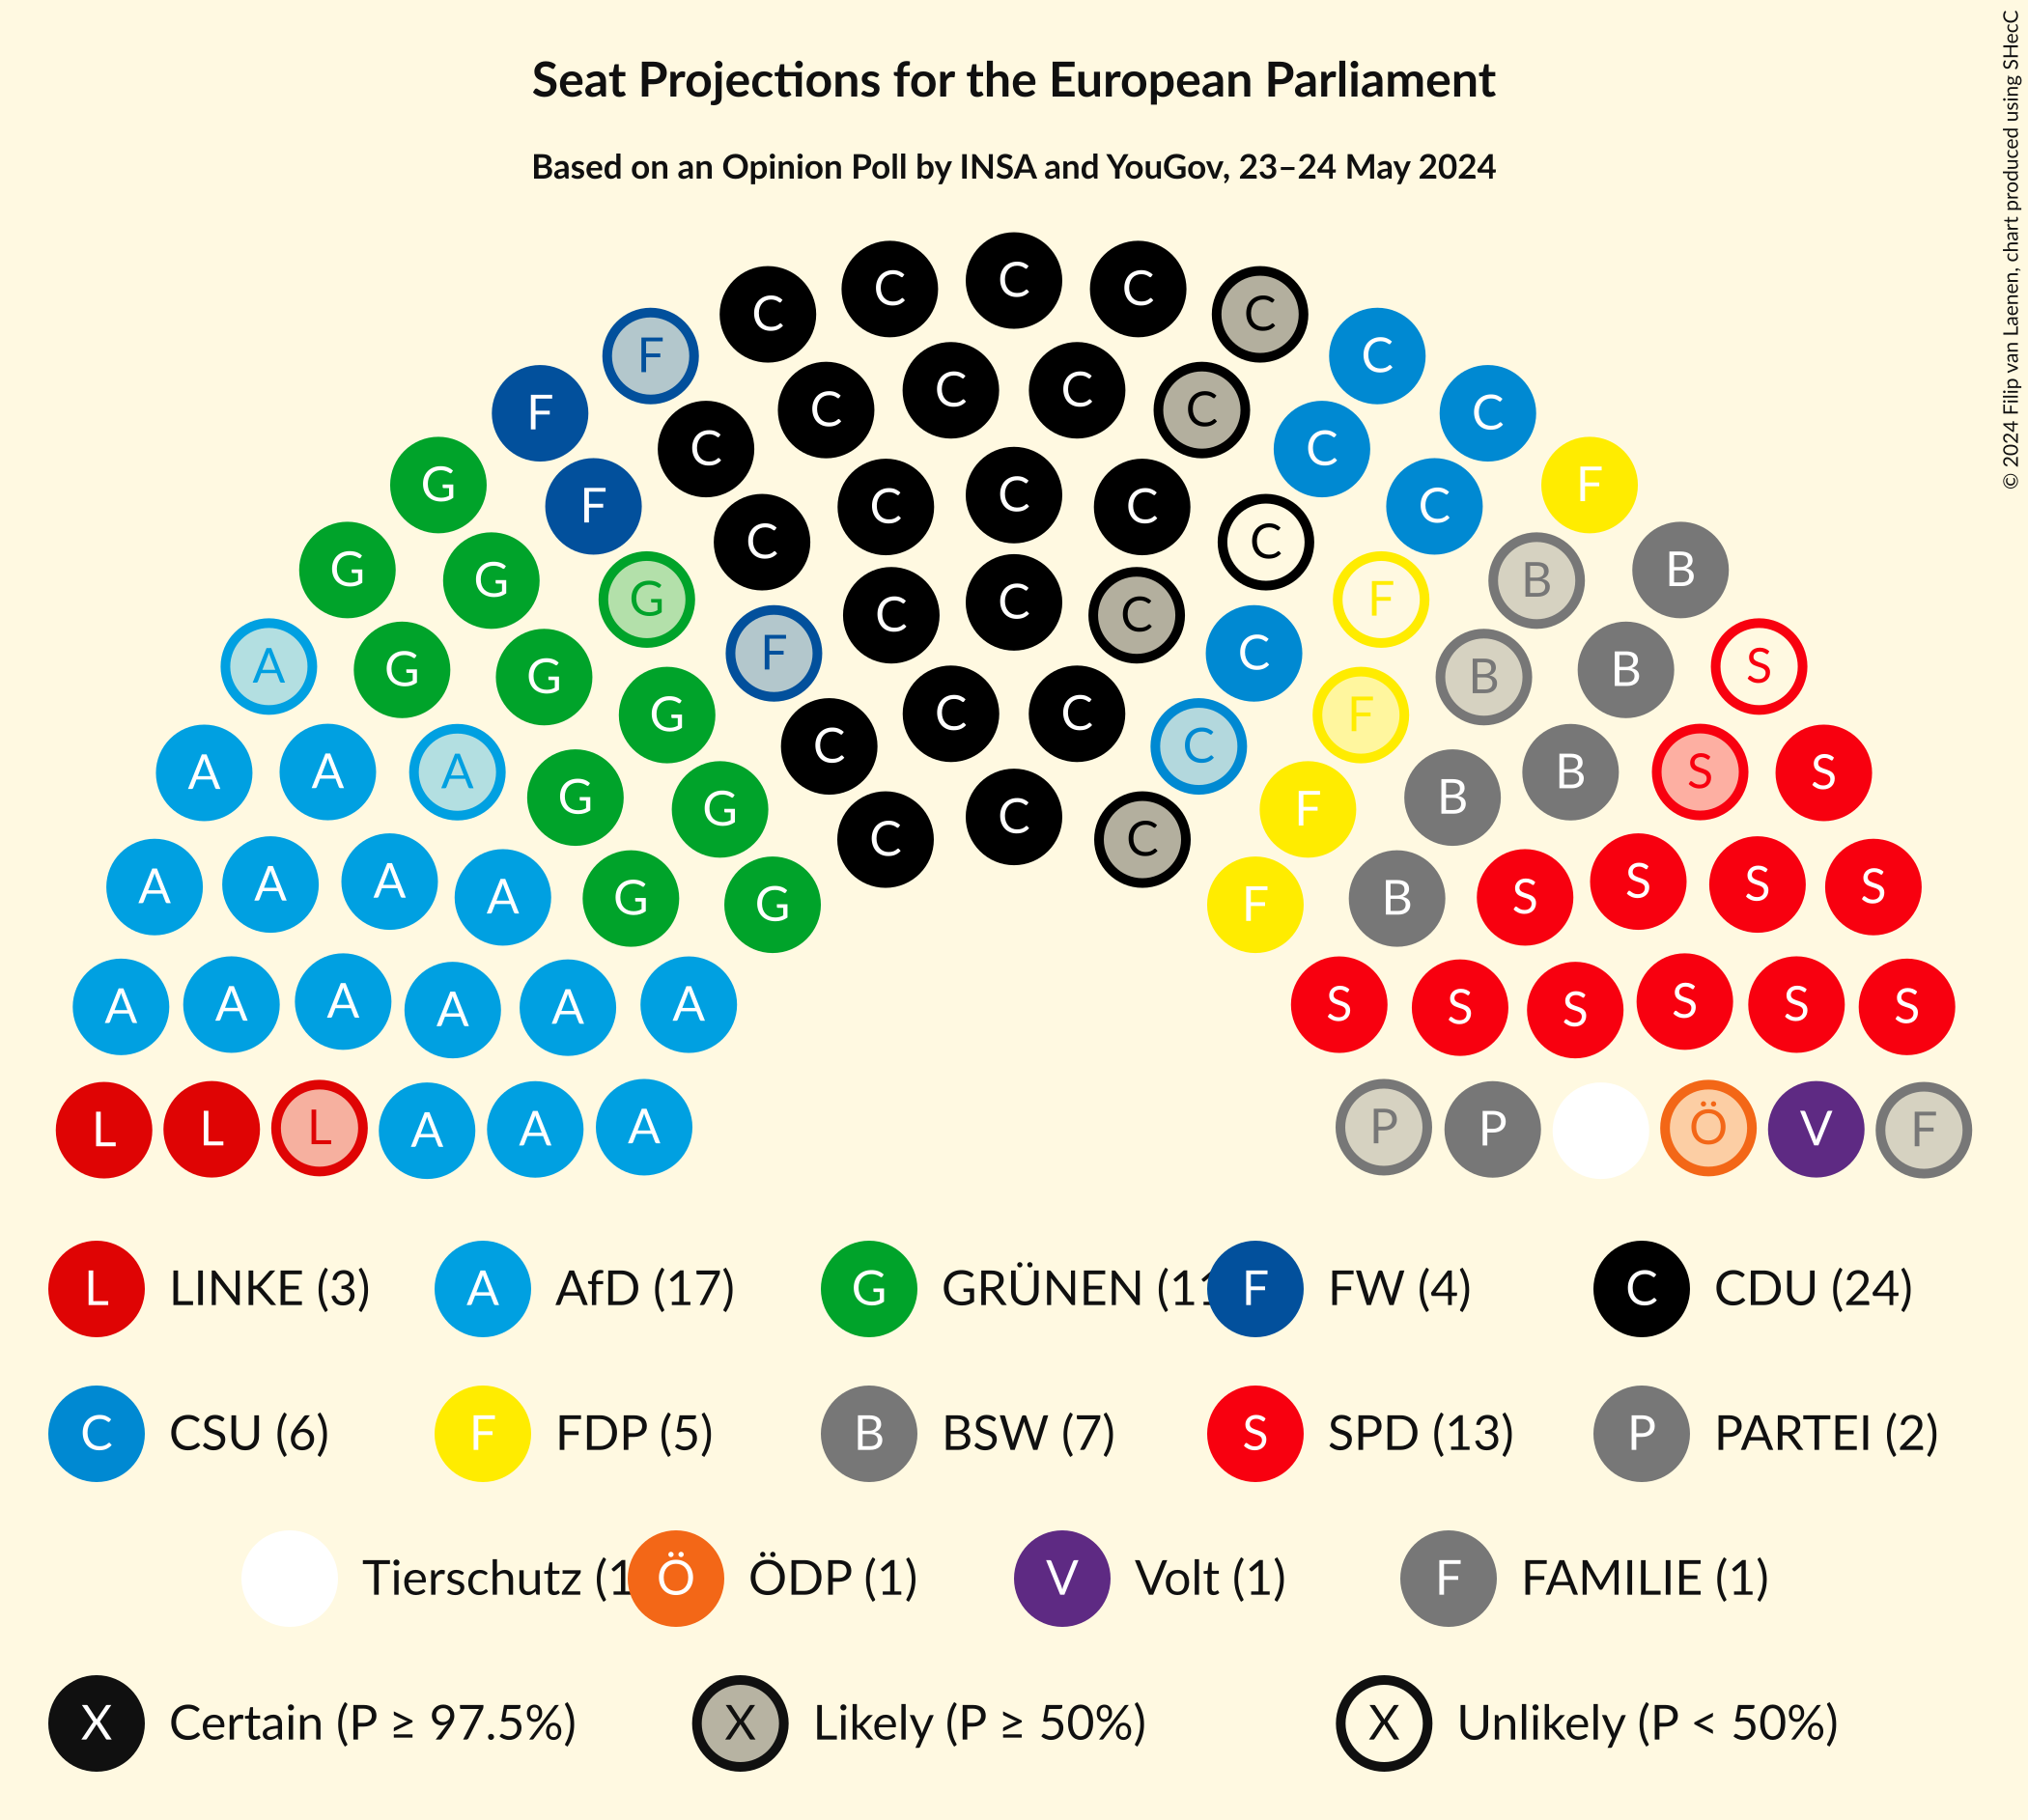 Seat Projections for the European Parliament
Based on an Opinion Poll by INSA and YouGov, 23–24 May 2024
© 2024 Filip van Laenen, chart produced using SHecC
C C C C C
F C C
C C C C
F C C
C C C C
G F F
F C C
C C C
C C
G G B B
G F F
C C C
F C
A G G B B S
G F
C C C C
A A A G G F B B S S
C C C
A A A A G G F B S S S S
A A A A A A S S S S S S
L L L A A A P P Ö V F
L LINKE (3) A AfD (17) G GRÜNEN (11 F FW (4) C CDU (24)
C CSU (6) F FDP (5) B BSW (7) S SPD (13) P PARTEI (2)
Tierschutz (1 Ö ÖDP (1) V Volt (1) F FAMILIE (1)
X Certain (P ≥ 97.5%) X Likely (P ≥ 50%) X Unlikely (P < 50%)